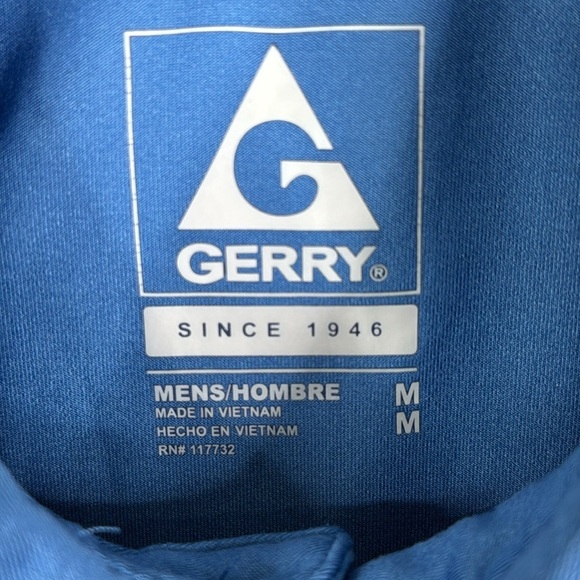 G
GERRY®
SINCE 1946
MENS/HOMBRE M
MADE IN VIETNAM
HECHO EN VIETNAM M
RN# 117732